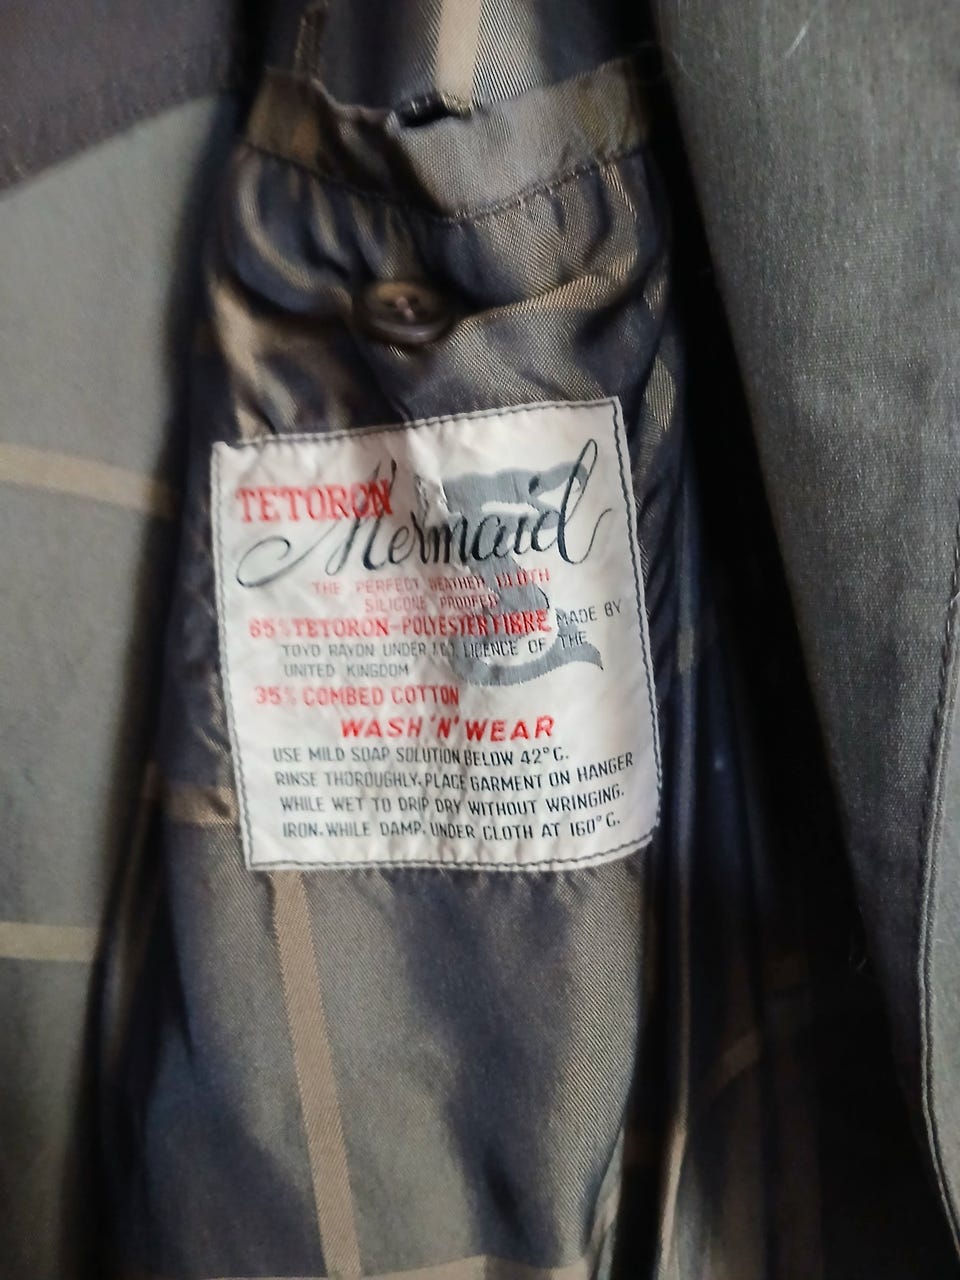 TETORON
Mermaid
THE PERFECT WEATHER CLOTH
SILICONE PROOFED
65% TETORON-POLYESTER FIBRE MADE BY
TOYO RAYON UNDER I.C.I. LICENCE OF THE
UNITED KINGDOM
35% COMBED COTTON
WASH 'N' WEAR
USE MILD SOAP SOLUTION BELOW 42°C.
RINSE THOROUGHLY. PLACE GARMENT ON HANGER
WHILE WET TO DRIP DRY WITHOUT WRINGING.
IRON. WHILE DAMP. UNDER CLOTH AT 160°C.